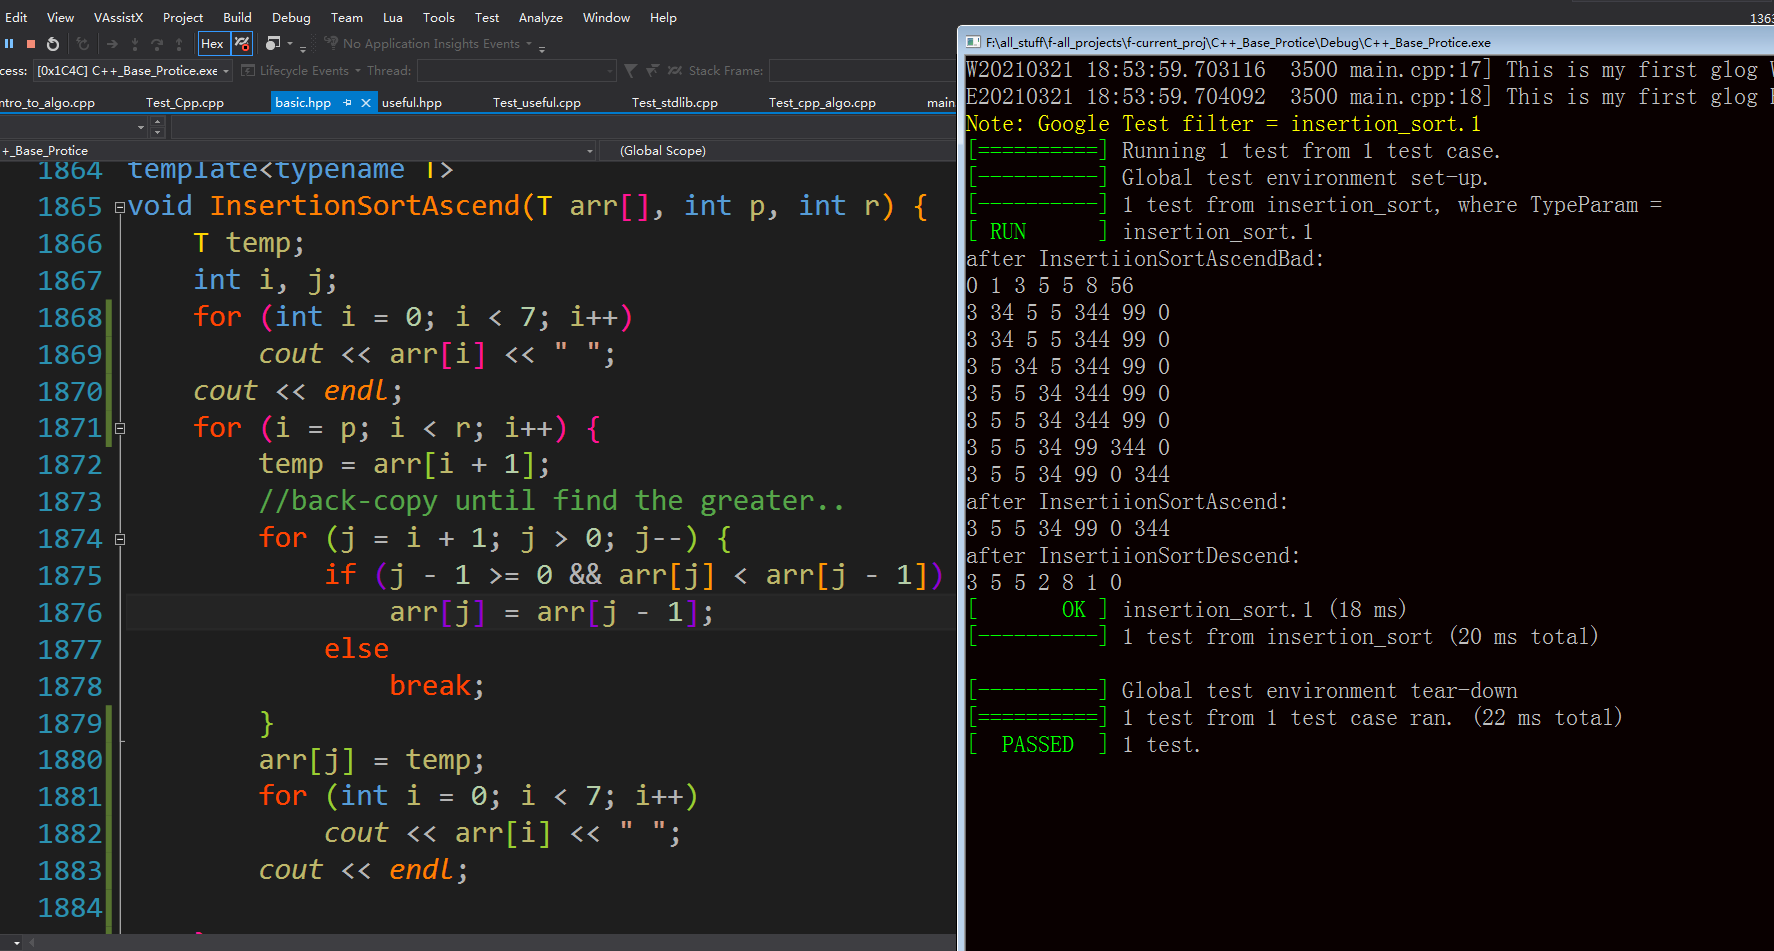 Edit View VAssistX Project Build Debug Team Lua Tools Test Analyze Window Help
Hex No Application Insights Events
cess: [0x1C4C] C++_Base_Protice.exe Lifecycle Events Thread: Stack Frame:
ntro_to_algo.cpp Test_Cpp.cpp basic.hpp useful.hpp Test_useful.cpp Test_stdlib.cpp Test_cpp_algo.cpp main.
+_Base_Protice (Global Scope)
1864 template<typename T>
1865 void InsertionSortAscend(T arr[], int p, int r) {
1866 T temp;
1867 int i, j;
1868 for (int i = 0; i < 7; i++)
1869 cout << arr[i] << " ";
1870 cout << endl;
1871 for (i = p; i < r; i++) {
1872 temp = arr[i + 1];
1873 //back-copy until find the greater..
1874 for (j = i + 1; j > 0; j--) {
1875 if (j - 1 >= 0 && arr[j] < arr[j - 1])
1876 arr[j] = arr[j - 1];
1877 else
1878 break;
1879 }
1880 arr[j] = temp;
1881 for (int i = 0; i < 7; i++)
1882 cout << arr[i] << " ";
1883 cout << endl;
1884
136
F:\all_stuff\f-all_projects\f-current_proj\C++_Base_Protice\Debug\C++_Base_Protice.exe
W20210321 18:53:59.703116 3500 main.cpp:17] This is my first glog W
E20210321 18:53:59.704092 3500 main.cpp:18] This is my first glog E
Note: Google Test filter = insertion_sort.1
[==========] Running 1 test from 1 test case.
[----------] Global test environment set-up.
[----------] 1 test from insertion_sort, where TypeParam =
[ RUN      ] insertion_sort.1
after InsertiionSortAscendBad:
0 1 3 5 5 8 56
3 34 5 5 344 99 0
3 34 5 5 344 99 0
3 5 34 5 344 99 0
3 5 5 34 344 99 0
3 5 5 34 344 99 0
3 5 5 34 99 344 0
3 5 5 34 99 0 344
after InsertiionSortAscend:
3 5 5 34 99 0 344
after InsertiionSortDescend:
3 5 5 2 8 1 0
[       OK ] insertion_sort.1 (18 ms)
[----------] 1 test from insertion_sort (20 ms total)
[----------] Global test environment tear-down
[==========] 1 test from 1 test case ran. (22 ms total)
[  PASSED  ] 1 test.